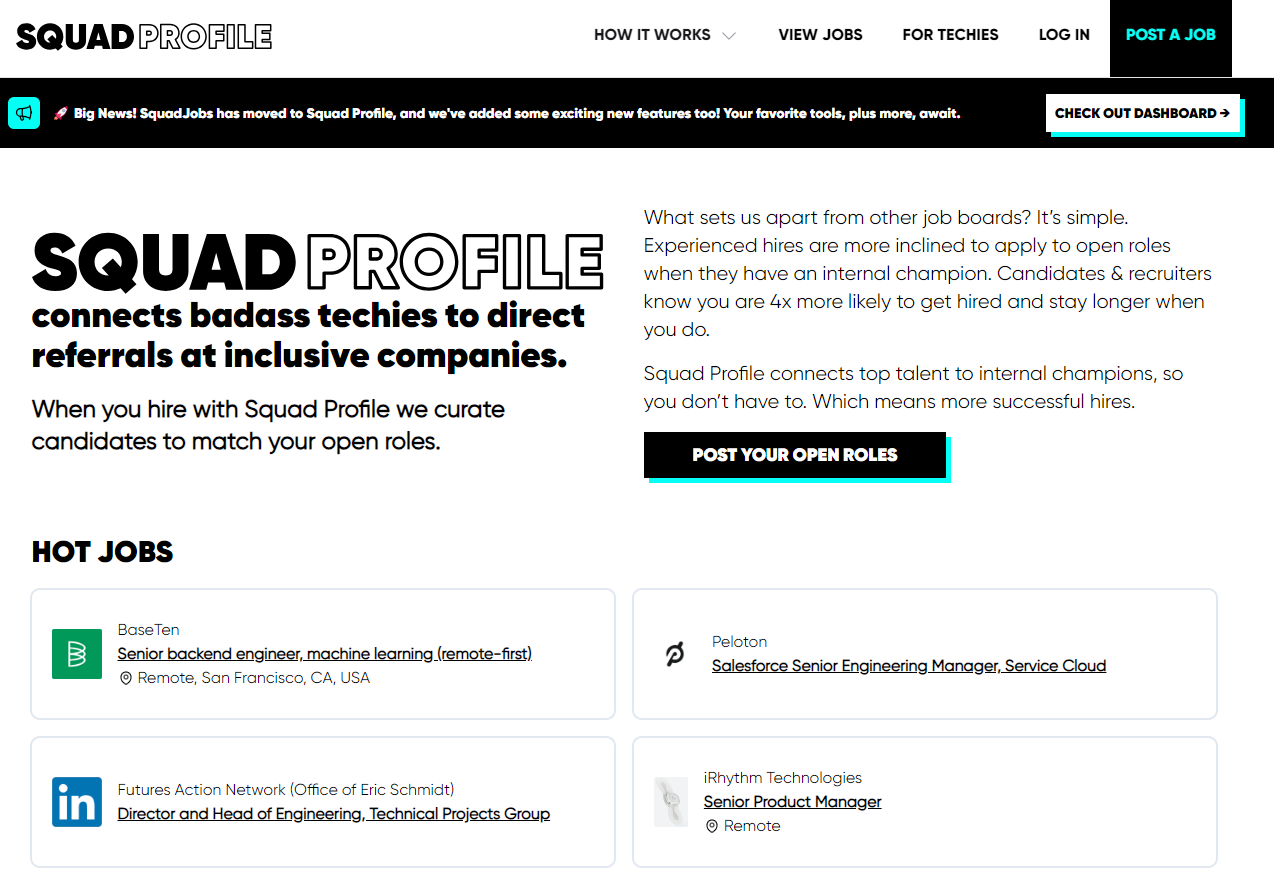 SQUAD PROFILE
HOW IT WORKS
VIEW JOBS
FOR TECHIES
LOG IN
POST A JOB
🚀 Big News! SquadJobs has moved to Squad Profile, and we've added some exciting new features too! Your favorite tools, plus more, await.
CHECK OUT DASHBOARD →
SQUAD PROFILE
connects badass techies to direct
referrals at inclusive companies.
When you hire with Squad Profile we curate
candidates to match your open roles.
What sets us apart from other job boards? It’s simple.
Experienced hires are more inclined to apply to open roles
when they have an internal champion. Candidates & recruiters
know you are 4x more likely to get hired and stay longer when
you do.
Squad Profile connects top talent to internal champions, so
you don’t have to. Which means more successful hires.
POST YOUR OPEN ROLES
HOT JOBS
BaseTen
Senior backend engineer, machine learning (remote-first)
Remote, San Francisco, CA, USA
Peloton
Salesforce Senior Engineering Manager, Service Cloud
in
Futures Action Network (Office of Eric Schmidt)
Director and Head of Engineering, Technical Projects Group
iRhythm Technologies
Senior Product Manager
Remote